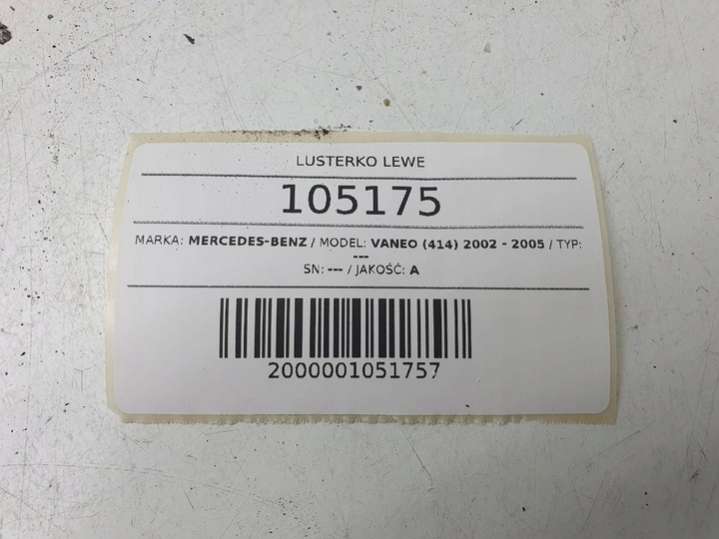 LUSTERKO LEWE
105175
MARKA: MERCEDES-BENZ / MODEL: VANEO (414) 2002 - 2005 / TYP:
---
SN: --- / JAKOŚĆ: A
2000001051757